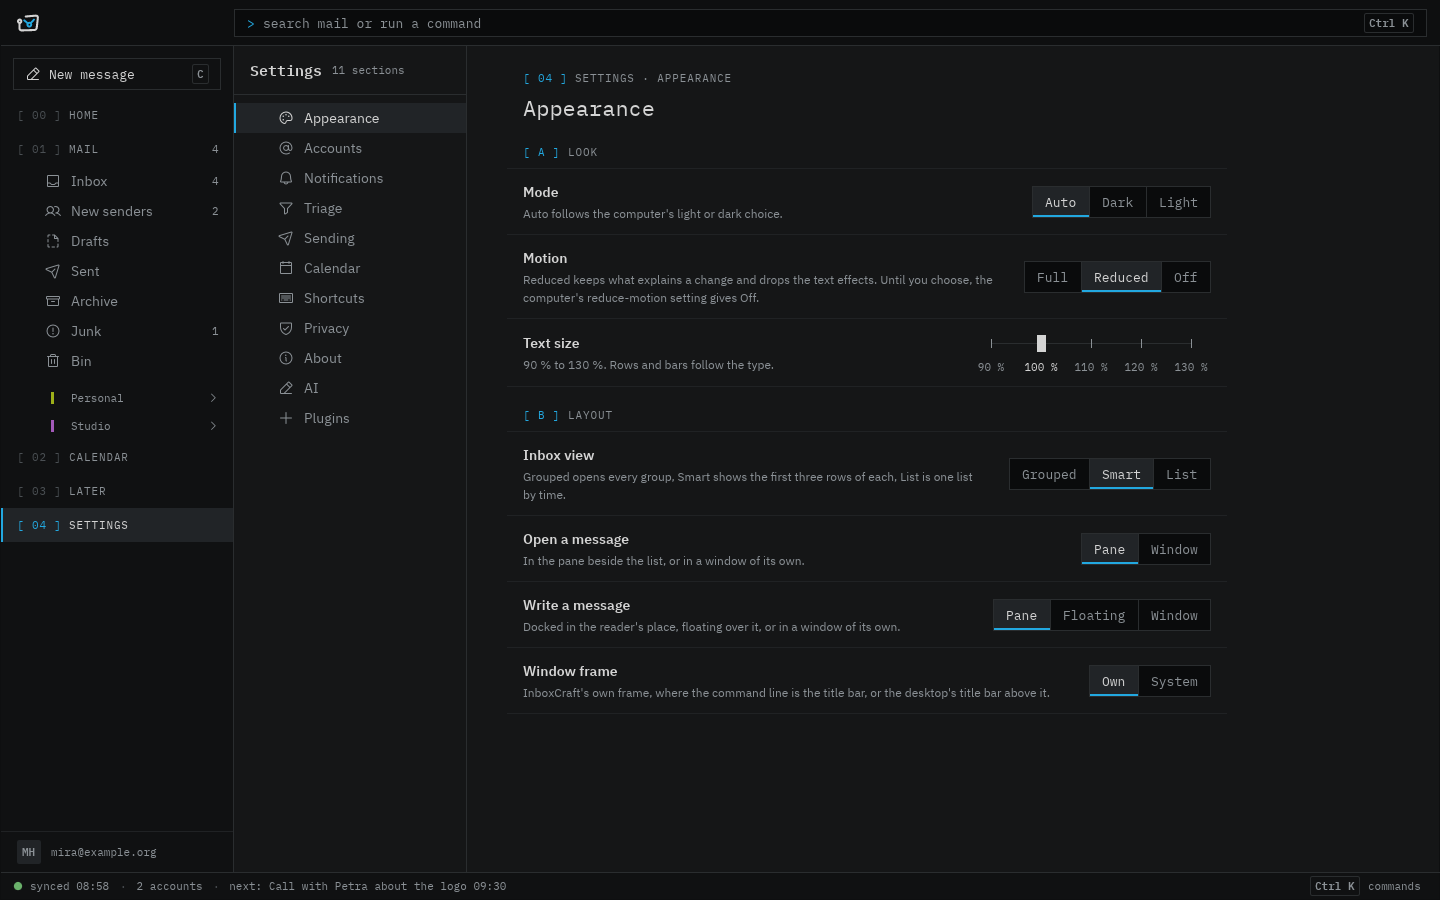 > search mail or run a command
Ctrl K
New message
C
[ 00 ] HOME
[ 01 ] MAIL 4
Inbox 4
New senders 2
Drafts
Sent
Archive
Junk 1
Bin
Personal
Studio
[ 02 ] CALENDAR
[ 03 ] LATER
[ 04 ] SETTINGS
MH mira@example.org
Settings 11 sections
Appearance
Accounts
Notifications
Triage
Sending
Calendar
Shortcuts
Privacy
About
AI
Plugins
[ 04 ] SETTINGS · APPEARANCE
Appearance
[ A ] LOOK
Mode
Auto follows the computer's light or dark choice.
Auto Dark Light
Motion
Reduced keeps what explains a change and drops the text effects. Until you choose, the
computer's reduce-motion setting gives Off.
Full Reduced Off
Text size
90 % to 130 %. Rows and bars follow the type.
90 % 100 % 110 % 120 % 130 %
[ B ] LAYOUT
Inbox view
Grouped opens every group, Smart shows the first three rows of each, List is one list
by time.
Grouped Smart List
Open a message
In the pane beside the list, or in a window of its own.
Pane Window
Write a message
Docked in the reader's place, floating over it, or in a window of its own.
Pane Floating Window
Window frame
InboxCraft's own frame, where the command line is the title bar, or the desktop's title bar above it.
Own System
synced 08:58 · 2 accounts · next: Call with Petra about the logo 09:30
Ctrl K commands